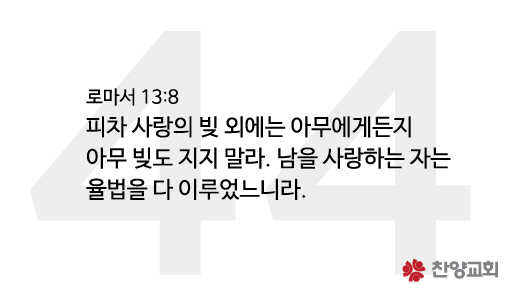 44
로마서 13:8
피차 사랑의 빚 외에는 아무에게든지
아무 빚도 지지 말라. 남을 사랑하는 자는
율법을 다 이루었느니라.
찬양교회